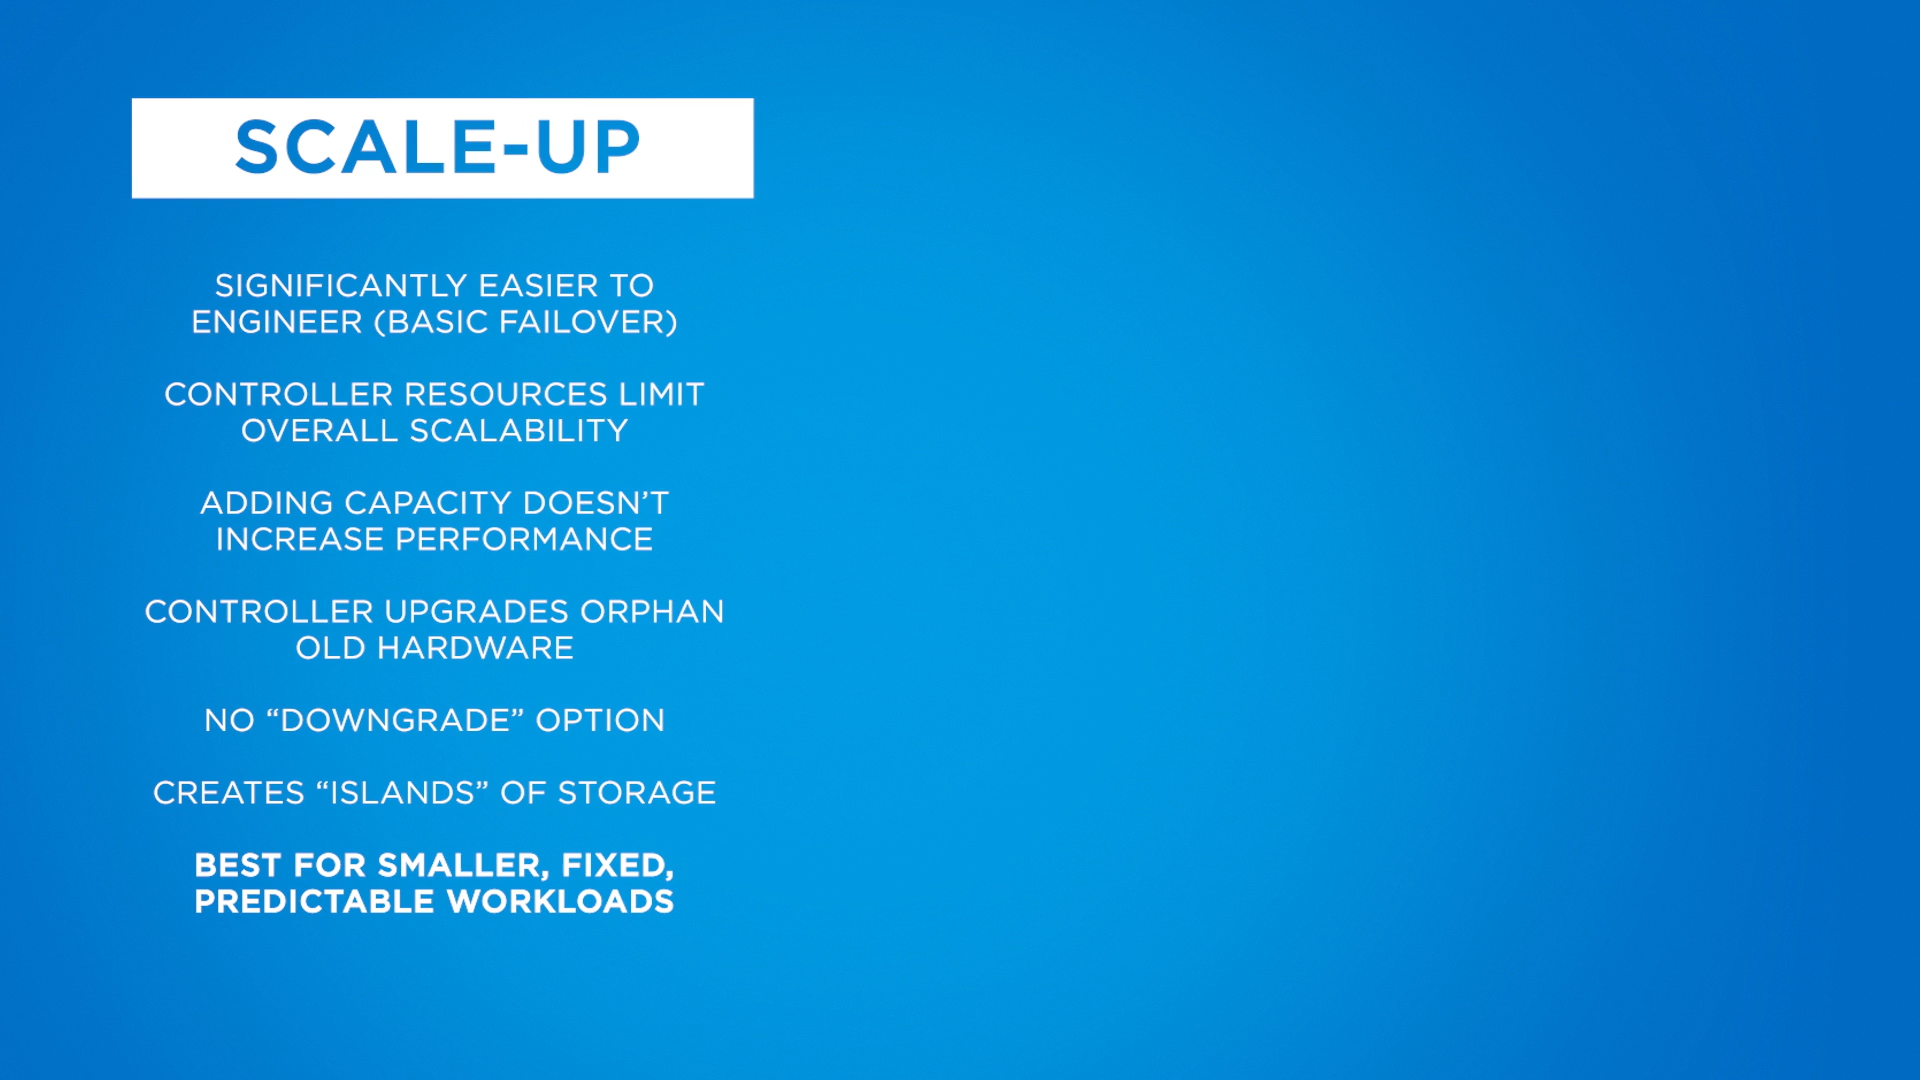 SCALE-UP
SIGNIFICANTLY EASIER TO
ENGINEER (BASIC FAILOVER)
CONTROLLER RESOURCES LIMIT
OVERALL SCALABILITY
ADDING CAPACITY DOESN’T
INCREASE PERFORMANCE
CONTROLLER UPGRADES ORPHAN
OLD HARDWARE
NO “DOWNGRADE” OPTION
CREATES “ISLANDS” OF STORAGE
BEST FOR SMALLER, FIXED,
PREDICTABLE WORKLOADS